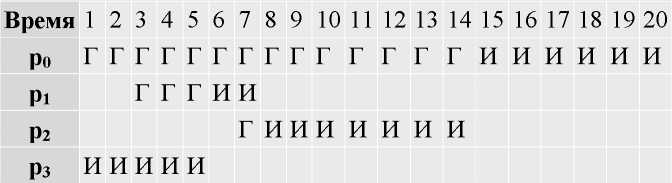 Время 1 2 3 4 5 6 7 8 9 10 11 12 13 14 15 16 17 18 19 20
p₀ Г Г Г Г Г Г Г Г Г Г Г Г Г Г И И И И И И
p₁ Г Г Г И И
p₂ Г И И И И И И И
p₃ И И И И И